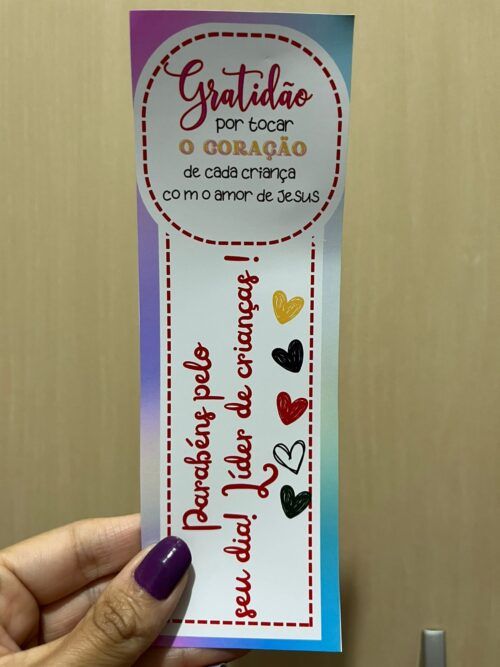 Gratidão
por tocar
O CORAÇÃO
de cada criança
co m o amor de Jesus
Parabéns pelo
seu dia! Líder de crianças!